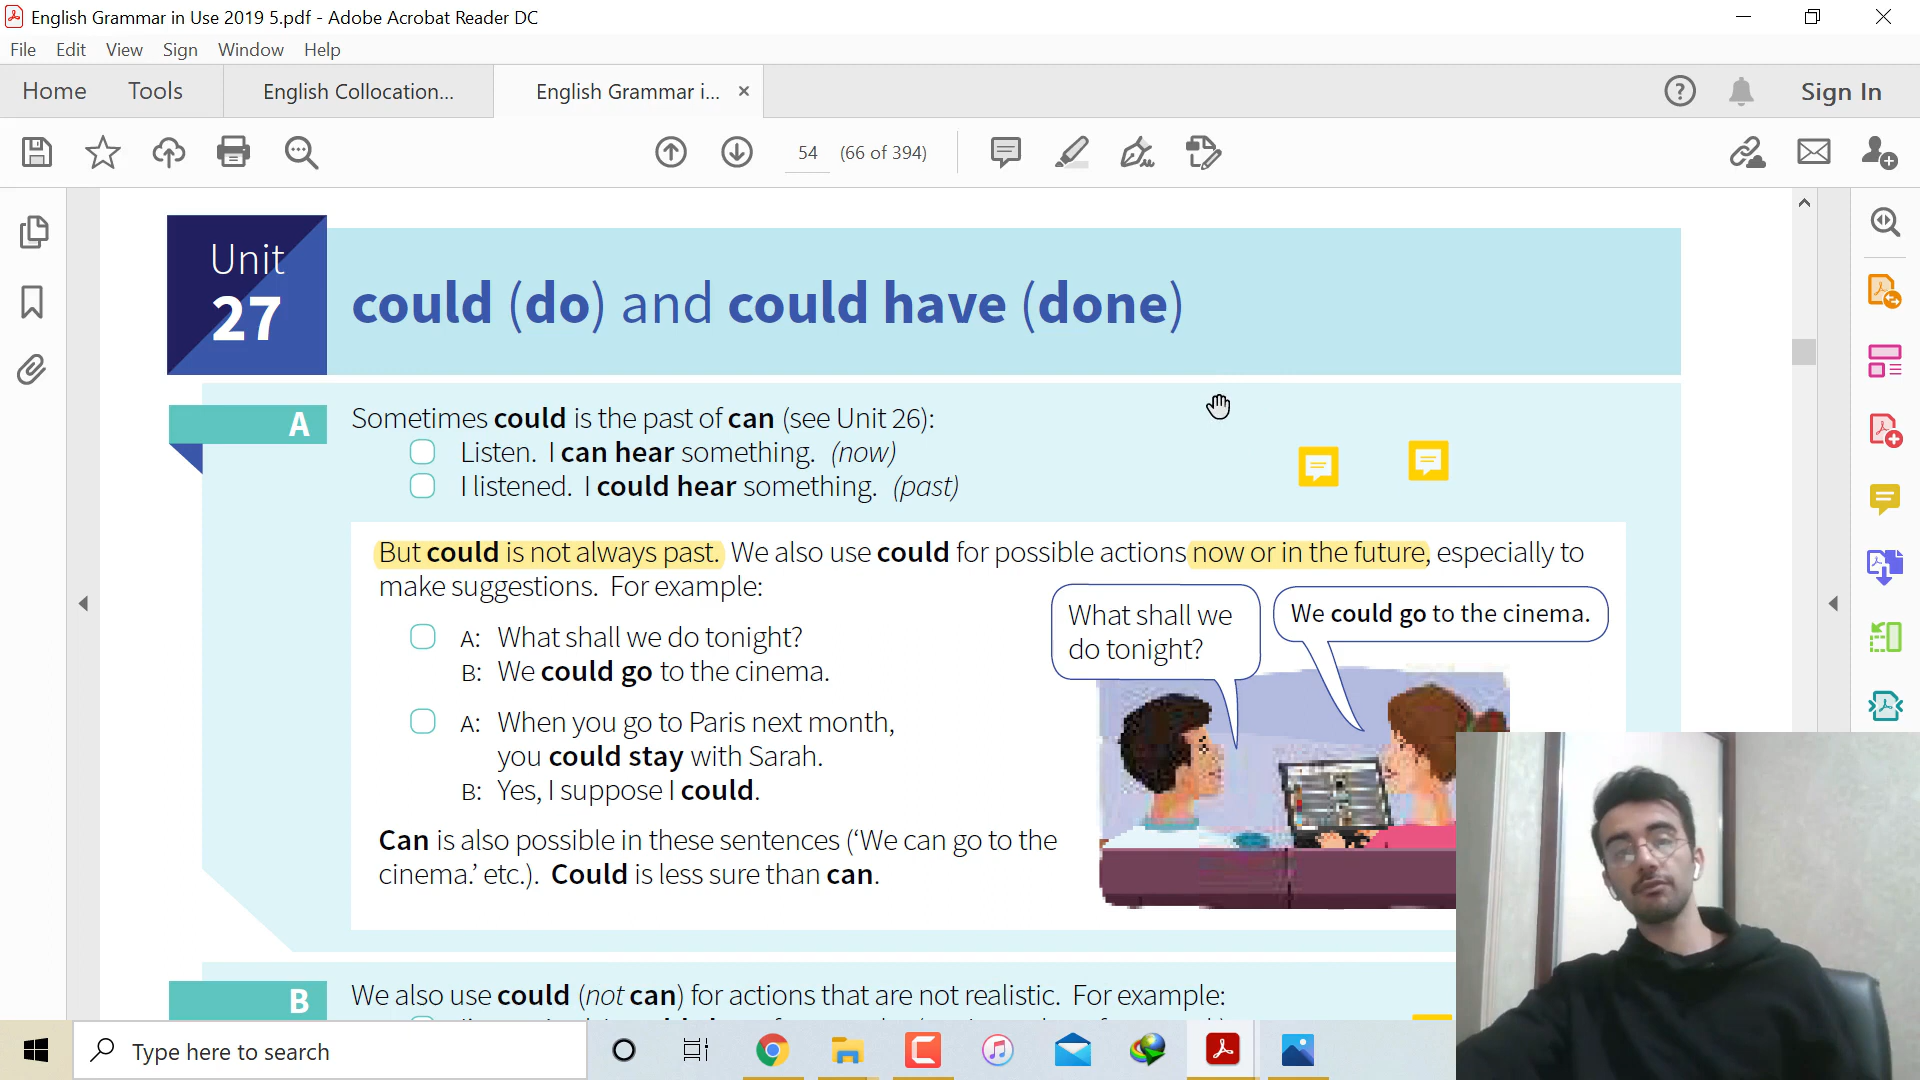 English Grammar in Use 2019 5.pdf - Adobe Acrobat Reader DC
File Edit View Sign Window Help
Home Tools English Collocation... English Grammar i... ×
Sign In
54 (66 of 394)
Unit
27
could (do) and could have (done)
A
Sometimes could is the past of can (see Unit 26):
Listen. I can hear something. (now)
I listened. I could hear something. (past)
But could is not always past. We also use could for possible actions now or in the future, especially to
make suggestions. For example:
A: What shall we do tonight?
B: We could go to the cinema.
A: When you go to Paris next month,
you could stay with Sarah.
B: Yes, I suppose I could.
What shall we
do tonight?
We could go to the cinema.
Can is also possible in these sentences (‘We can go to the
cinema.’ etc.). Could is less sure than can.
B
We also use could (not can) for actions that are not realistic. For example:
Type here to search